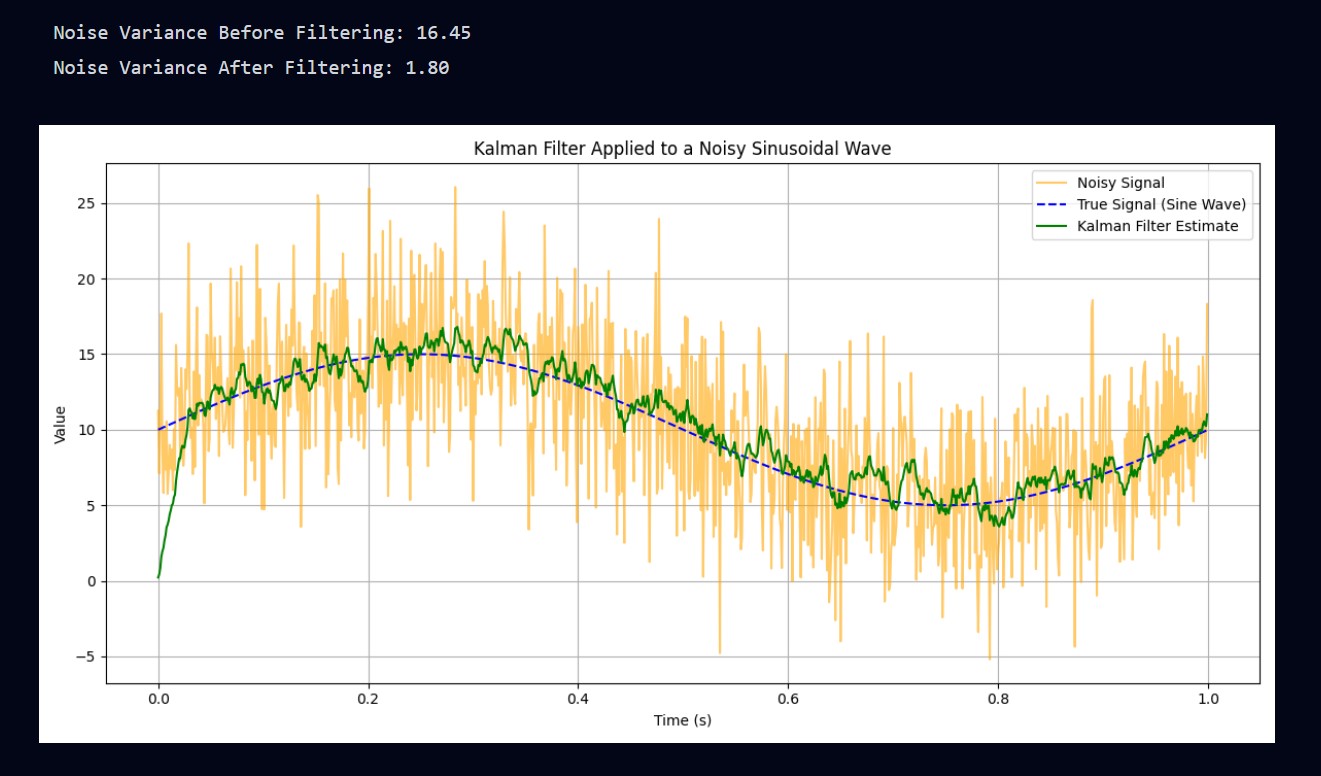 Noise Variance Before Filtering: 16.45
Noise Variance After Filtering: 1.80
Kalman Filter Applied to a Noisy Sinusoidal Wave
Noisy Signal
True Signal (Sine Wave)
Kalman Filter Estimate
25
20
15
10
5
0
−5
Value
0.0 0.2 0.4 0.6 0.8 1.0
Time (s)